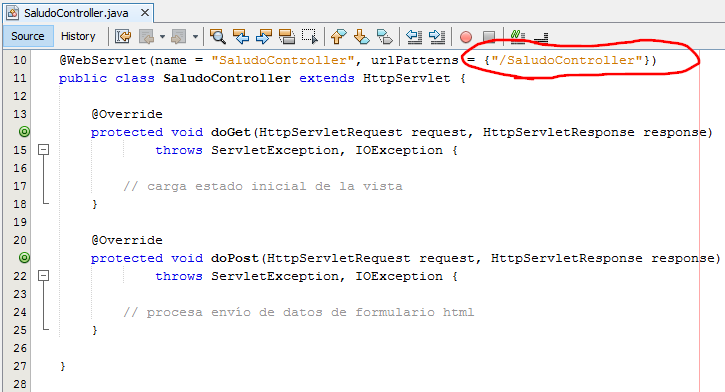 SaludoController.java
Source History
10 @WebServlet(name = "SaludoController", urlPatterns = {"/SaludoController"})
11 public class SaludoController extends HttpServlet {
12
13 @Override
protected void doGet(HttpServletRequest request, HttpServletResponse response)
15 throws ServletException, IOException {
16
17 // carga estado inicial de la vista
18 }
19
20 @Override
protected void doPost(HttpServletRequest request, HttpServletResponse response)
22 throws ServletException, IOException {
23
24 // procesa envío de datos de formulario html
25 }
26
27 }
28